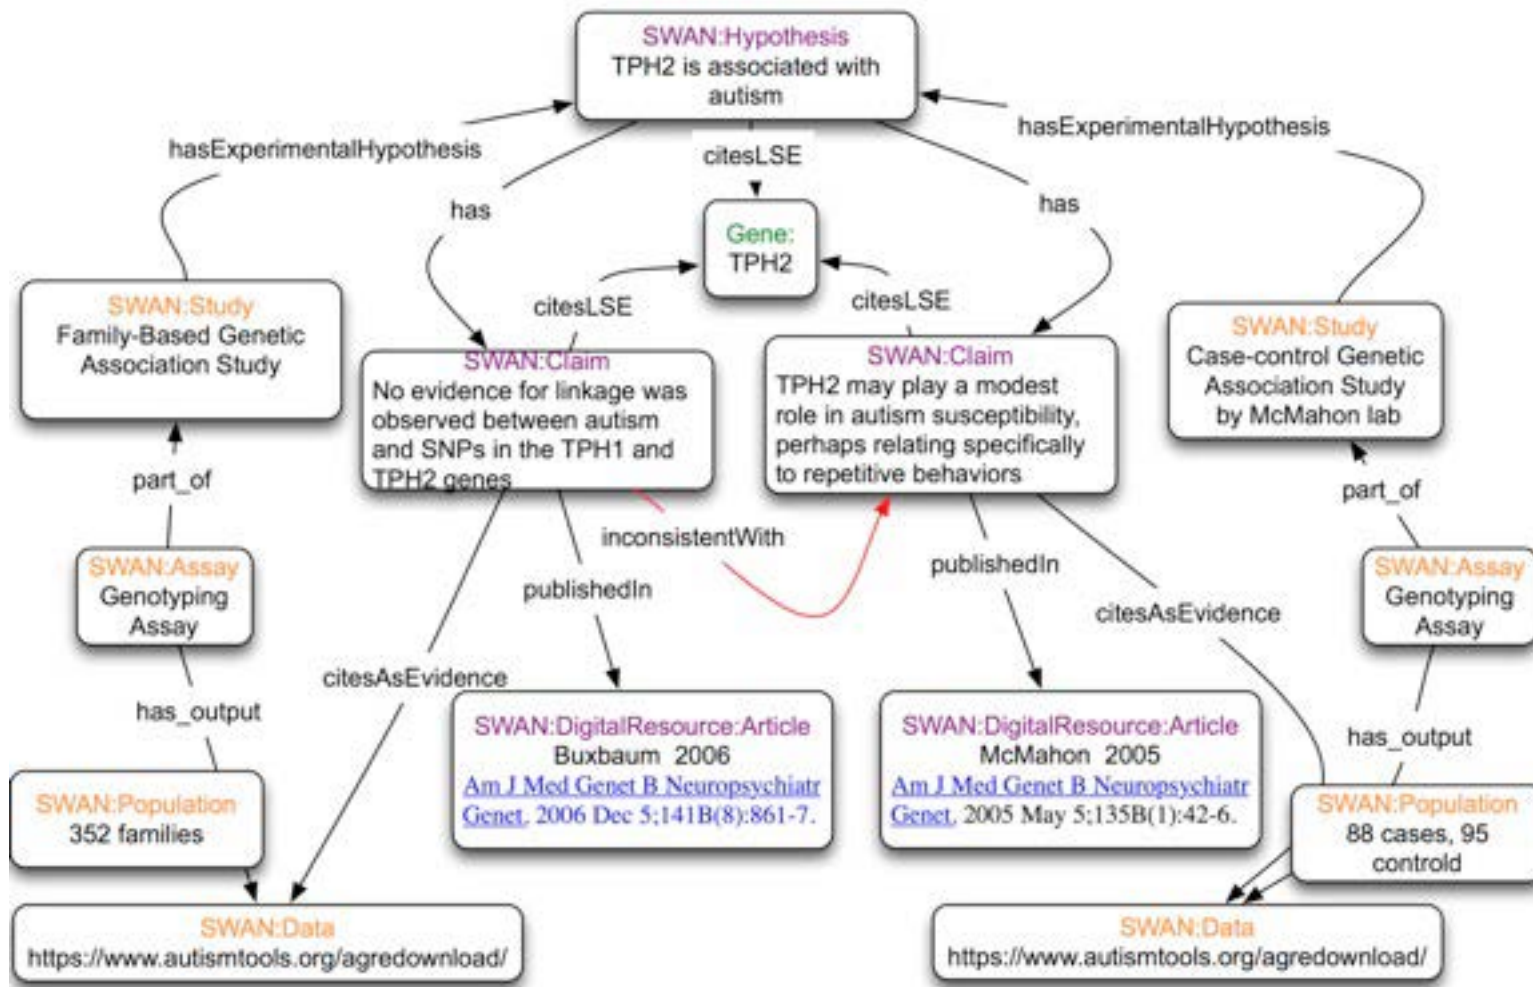 SWAN:Hypothesis
TPH2 is associated with
autism
hasExperimentalHypothesis
citesLSE
hasExperimentalHypothesis
has
has
Gene:
TPH2
citesLSE
citesLSE
SWAN:Study
Family-Based Genetic
Association Study
SWAN:Claim
No evidence for linkage was
observed between autism
and SNPs in the TPH1 and
TPH2 genes
SWAN:Claim
TPH2 may play a modest
role in autism susceptibility,
perhaps relating specifically
to repetitive behaviors
SWAN:Study
Case-control Genetic
Association Study
by McMahon lab
part_of
inconsistentWith
part_of
SWAN:Assay
Genotyping
Assay
publishedIn
publishedIn
citesAsEvidence
SWAN:Assay
Genotyping
Assay
citesAsEvidence
has_output
has_output
SWAN:DigitalResource:Article
Buxbaum 2006
Am J Med Genet B Neuropsychiatr
Genet. 2006 Dec 5;141B(8):861-7.
SWAN:DigitalResource:Article
McMahon 2005
Am J Med Genet B Neuropsychiatr
Genet. 2005 May 5;135B(1):42-6.
SWAN:Population
352 families
SWAN:Population
88 cases, 95
controld
SWAN:Data
https://www.autismtools.org/agredownload/
SWAN:Data
https://www.autismtools.org/agredownload/